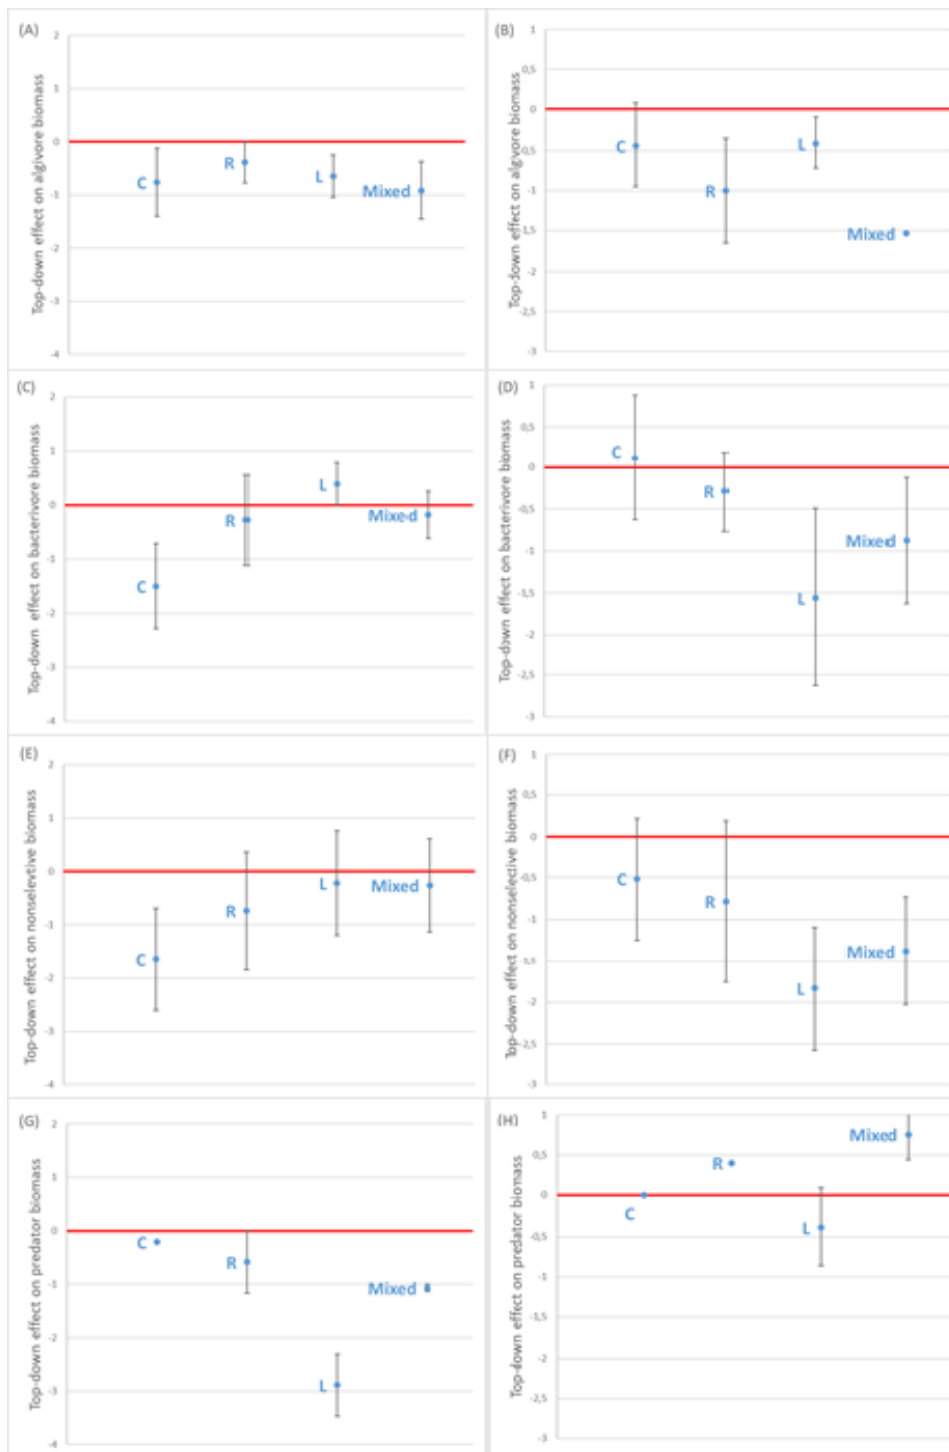 (A)
Top-down effect on algivore biomass
2
1
0
-1
-2
-3
-4
C
R
L
Mixed
(B)
Top-down effect on algivore biomass
1
0,5
0
-0,5
-1
-1,5
-2
-2,5
-3
C
R
L
Mixed
(C)
Top-down effect on bacterivore biomass
2
1
0
-1
-2
-3
-4
C
R
L
Mixed
(D)
Top-down effect on bacterivore biomass
1
0,5
0
-0,5
-1
-1,5
-2
-2,5
-3
C
R
L
Mixed
(E)
Top-down effect on nonselevtive biomass
2
1
0
-1
-2
-3
-4
C
R
L
Mixed
(F)
Top-down effect on nonselective biomass
1
0,5
0
-0,5
-1
-1,5
-2
-2,5
-3
C
R
L
Mixed
(G)
Top-down effect on predator biomass
2
1
0
-1
-2
-3
-4
C
R
L
Mixed
(H)
Top-down effect on predator biomass
1
0,5
0
-0,5
-1
-1,5
-2
-2,5
-3
C
R
L
Mixed